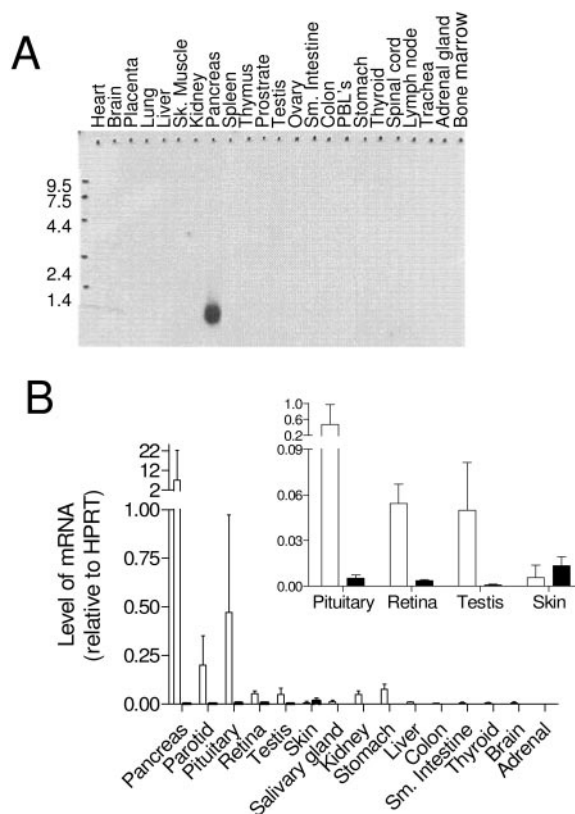 A
Heart
Brain
Placenta
Lung
Liver
Sk. Muscle
Kidney
Pancreas
Spleen
Thymus
Prostrate
Testis
Ovary
Sm. Intestine
Colon
PBL's
Stomach
Thyroid
Spinal cord
Lymph node
Trachea
Adrenal gland
Bone marrow
9.5
7.5
4.4
2.4
1.4
B
Level of mRNA
(relative to HPRT)
22
12
2
1.00
0.75
0.50
0.25
0.00
Pancreas
Parotid
Pituitary
Retina
Testis
Skin
Salivary gland
Kidney
Stomach
Liver
Colon
Sm. Intestine
Thyroid
Brain
Adrenal
1.0
0.6
0.2
0.09
0.06
0.03
0.00
Pituitary
Retina
Testis
Skin